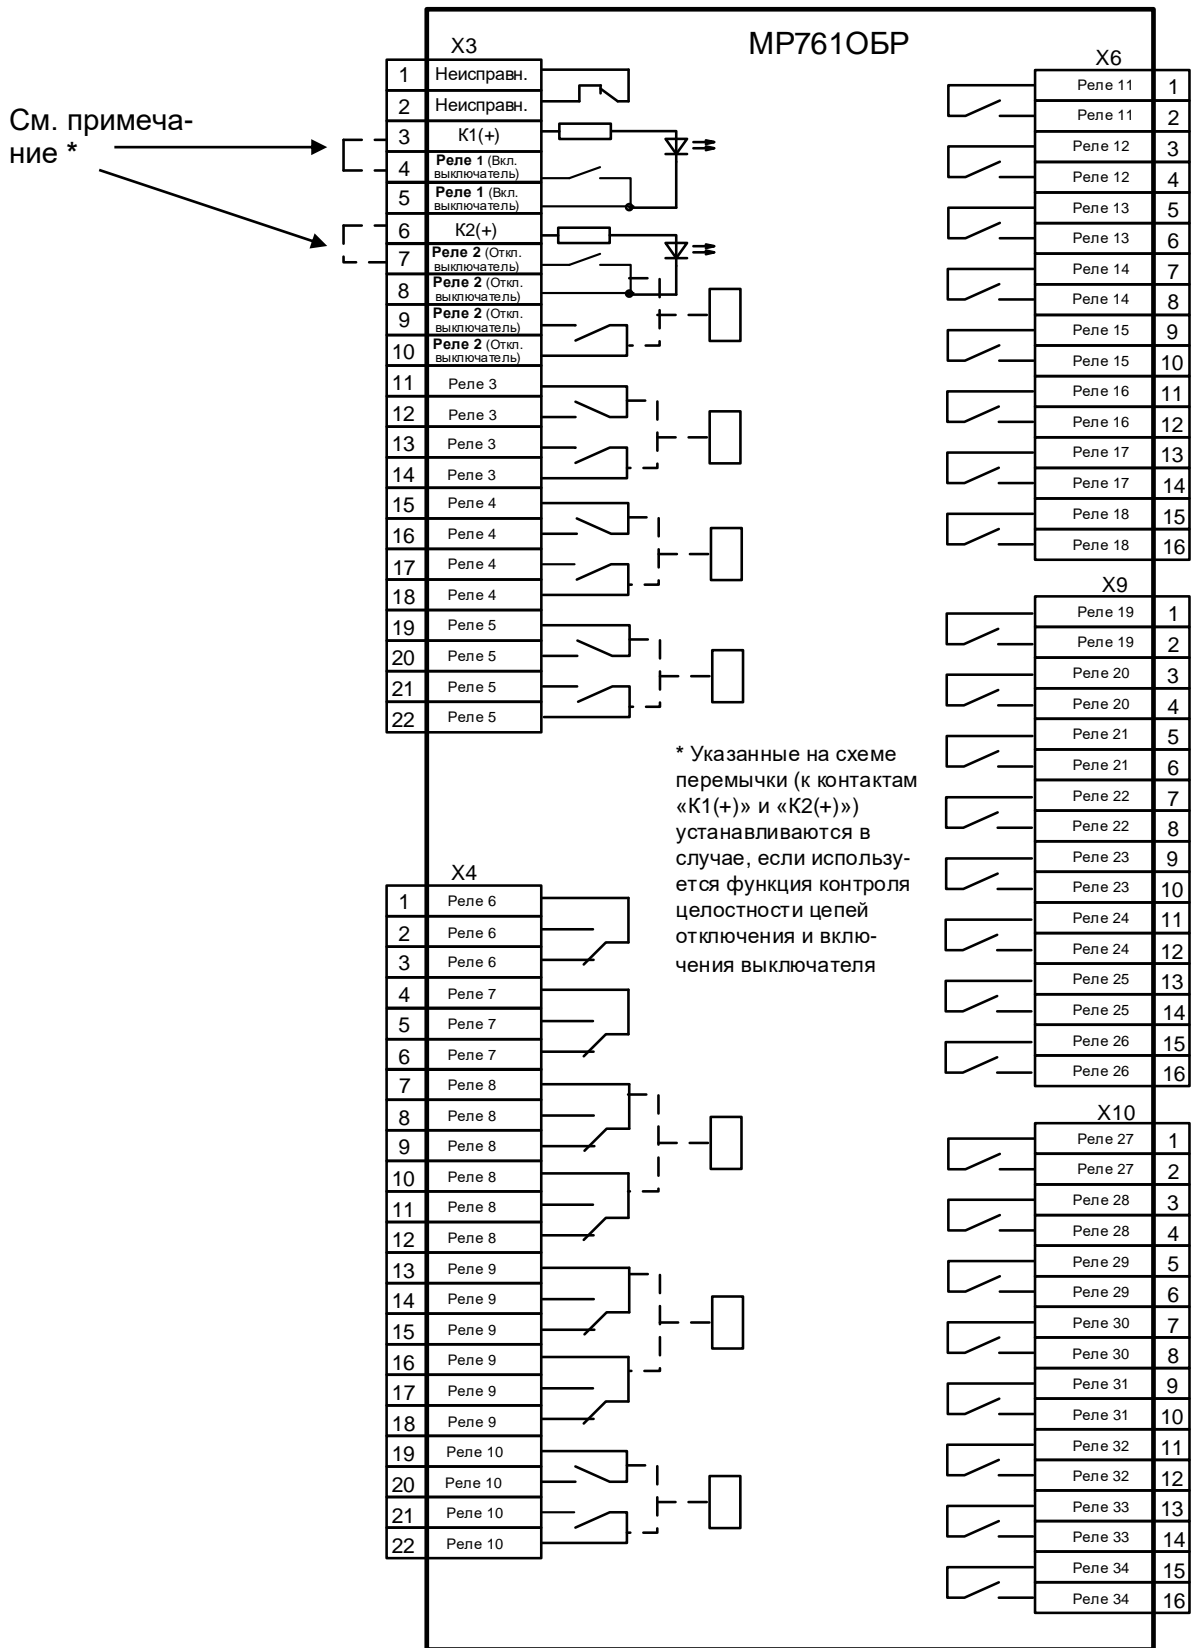 МР761ОБР
См. примеча-
ние *
X3
1 Неисправн.
2 Неисправн.
3 К1(+)
4 Реле 1 (Вкл.
выключатель)
5 Реле 1 (Вкл.
выключатель)
6 К2(+)
7 Реле 2 (Откл.
выключатель)
8 Реле 2 (Откл.
выключатель)
9 Реле 2 (Откл.
выключатель)
10 Реле 2 (Откл.
выключатель)
11 Реле 3
12 Реле 3
13 Реле 3
14 Реле 3
15 Реле 4
16 Реле 4
17 Реле 4
18 Реле 4
19 Реле 5
20 Реле 5
21 Реле 5
22 Реле 5
* Указанные на схеме
перемычки (к контактам
«К1(+)» и «К2(+)»)
устанавливаются в
случае, если использу-
ется функция контроля
целостности цепей
отключения и вклю-
чения выключателя
X4
1 Реле 6
2 Реле 6
3 Реле 6
4 Реле 7
5 Реле 7
6 Реле 7
7 Реле 8
8 Реле 8
9 Реле 8
10 Реле 8
11 Реле 8
12 Реле 8
13 Реле 9
14 Реле 9
15 Реле 9
16 Реле 9
17 Реле 9
18 Реле 9
19 Реле 10
20 Реле 10
21 Реле 10
22 Реле 10
X6
Реле 11 1
Реле 11 2
Реле 12 3
Реле 12 4
Реле 13 5
Реле 13 6
Реле 14 7
Реле 14 8
Реле 15 9
Реле 15 10
Реле 16 11
Реле 16 12
Реле 17 13
Реле 17 14
Реле 18 15
Реле 18 16
X9
Реле 19 1
Реле 19 2
Реле 20 3
Реле 20 4
Реле 21 5
Реле 21 6
Реле 22 7
Реле 22 8
Реле 23 9
Реле 23 10
Реле 24 11
Реле 24 12
Реле 25 13
Реле 25 14
Реле 26 15
Реле 26 16
X10
Реле 27 1
Реле 27 2
Реле 28 3
Реле 28 4
Реле 29 5
Реле 29 6
Реле 30 7
Реле 30 8
Реле 31 9
Реле 31 10
Реле 32 11
Реле 32 12
Реле 33 13
Реле 33 14
Реле 34 15
Реле 34 16